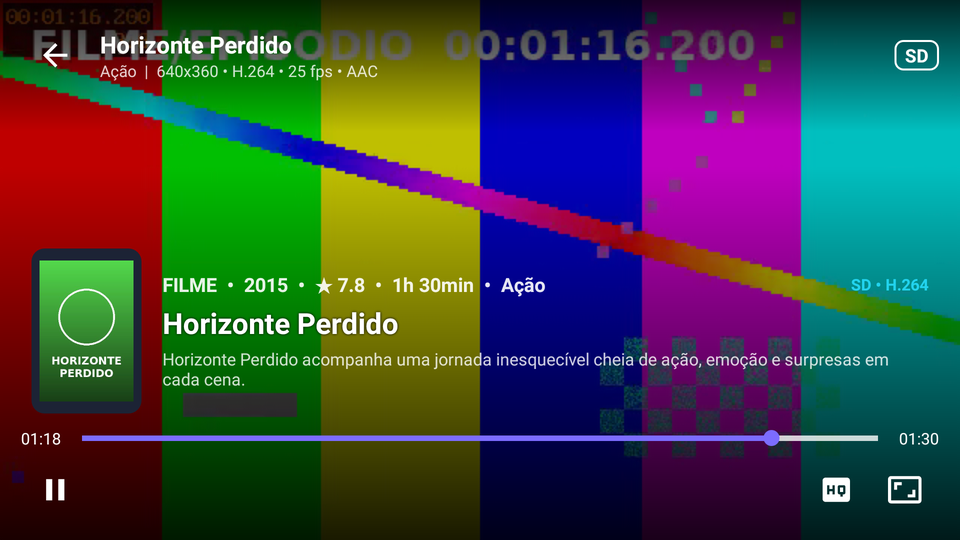 00:01:16.200
FILME/EPISODIO 00:01:16.200
Horizonte Perdido
Ação | 640x360 • H.264 • 25 fps • AAC
SD
FILME • 2015 • ★ 7.8 • 1h 30min • Ação
SD • H.264
Horizonte Perdido
Horizonte Perdido acompanha uma jornada inesquecível cheia de ação, emoção e surpresas em
cada cena.
HORIZONTE
PERDIDO
01:18
01:30
HQ